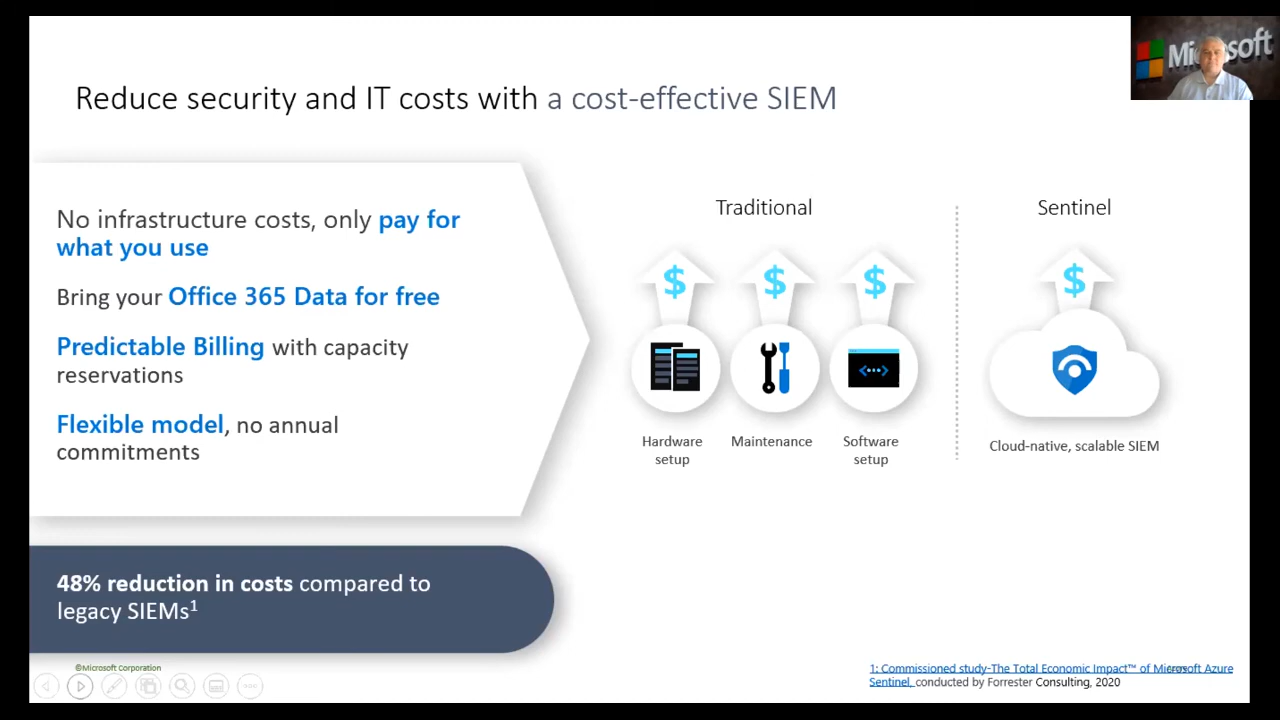 Microsoft
Reduce security and IT costs with a cost-effective SIEM
No infrastructure costs, only pay for
what you use
Bring your Office 365 Data for free
Predictable Billing with capacity
reservations
Flexible model, no annual
commitments
48% reduction in costs compared to
legacy SIEMs¹
Traditional
Sentinel
$
$
$
$
Hardware
setup
Maintenance
Software
setup
Cloud-native, scalable SIEM
©Microsoft Corporation
1: Commissioned study-The Total Economic Impact™ of Microsoft Azure
Sentinel, conducted by Forrester Consulting, 2020